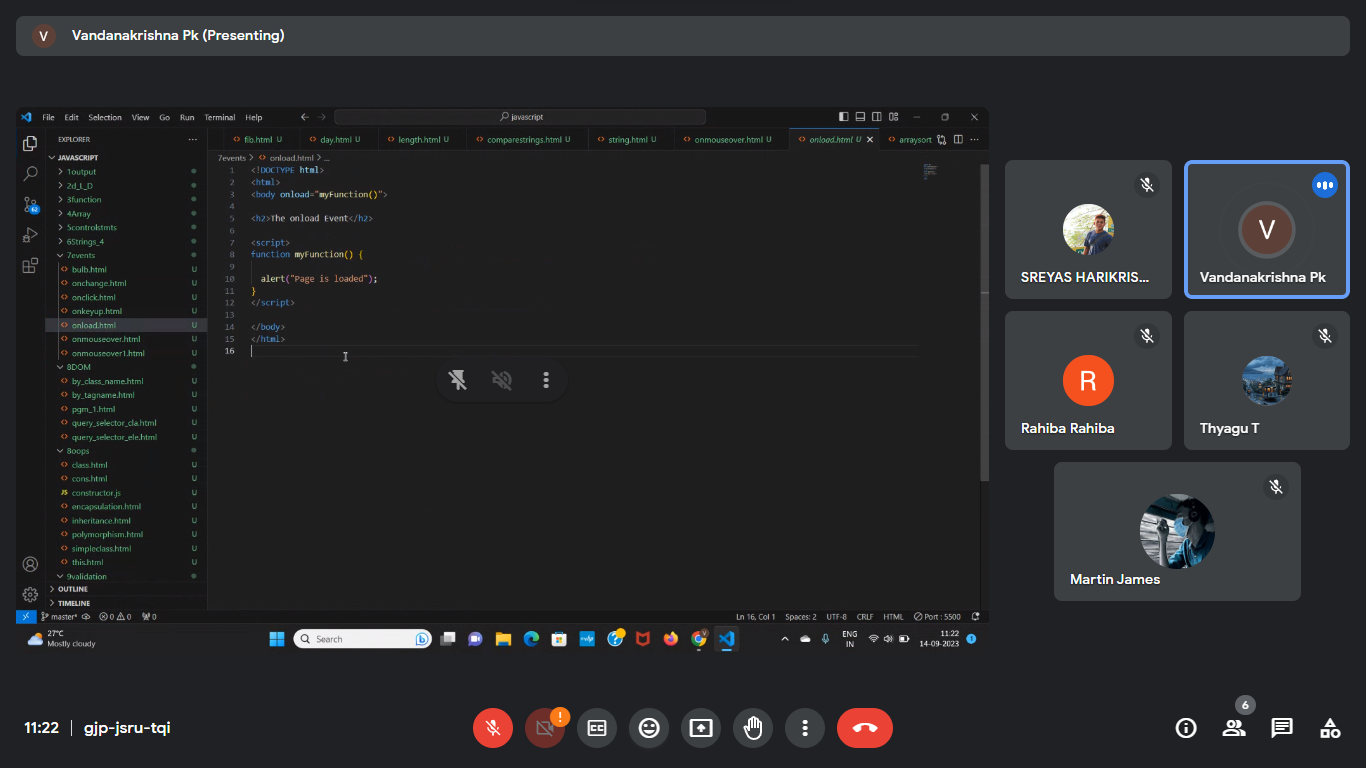 V Vandanakrishna Pk (Presenting)
File Edit Selection View Go Run Terminal Help
javascript
EXPLORER
fib.html U
day.html U
length.html U
comparestrings.html U
string.html U
onmouseover.html U
onload.html U
arraysort
JAVASCRIPT
1output
2d_I_D
3function
4Array
5controlstmts
6Strings_4
7events
bulb.html U
onchange.html U
onclick.html U
onkeyup.html U
onload.html U
onmouseover.html U
onmouseover1.html U
8DOM
by_class_name.html U
by_tagname.html U
pgm_1.html U
query_selector_cla.html U
query_selector_ele.html U
8oops
class.html U
cons.html U
JS constructor.js U
encapsulation.html U
inheritance.html U
polymorphism.html U
simpleclass.html U
this.html U
9validation
OUTLINE
TIMELINE
62
7events > onload.html > ...
1 <!DOCTYPE html>
2 <html>
3 <body onload="myFunction()">
4
5 <h2>The onload Event</h2>
6
7 <script>
8 function myFunction() {
9
10 alert("Page is loaded");
11 }
12 </script>
13
14 </body>
15 </html>
16
master* 0 0 0
Ln 16, Col 1 Spaces: 2 UTF-8 CRLF HTML Port : 5500
27°C
Mostly cloudy
Search
ENG
IN
11:22
14-09-2023
1
SREYAS HARIKRIS...
V
Vandanakrishna Pk
R
Rahiba Rahiba
Thyagu T
Martin James
11:22 | gjp-jsru-tqi
!
6